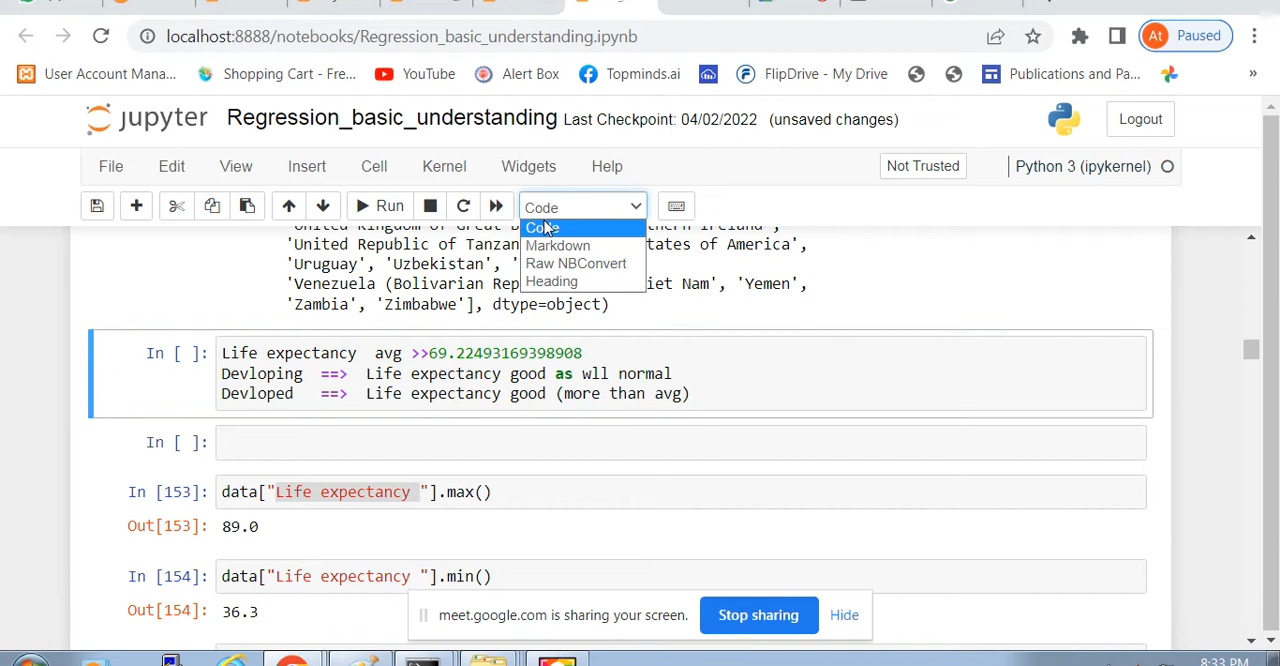 localhost:8888/notebooks/Regression_basic_understanding.ipynb
At Paused
User Account Mana... Shopping Cart - Fre... YouTube Alert Box Topminds.ai FlipDrive - My Drive Publications and Pa... »
jupyter Regression_basic_understanding Last Checkpoint: 04/02/2022 (unsaved changes) Logout
File Edit View Insert Cell Kernel Widgets Help Not Trusted Python 3 (ipykernel)
Run Code
Code
Markdown
Raw NBConvert
Heading
'United Republic of Tanzan tates of America',
'Uruguay', 'Uzbekistan', '
'Venezuela (Bolivarian Rep iet Nam', 'Yemen',
'Zambia', 'Zimbabwe'], dtype=object)
In [ ]: Life expectancy avg >>69.22493169398908
Devloping ==> Life expectancy good as wll normal
Devloped ==> Life expectancy good (more than avg)
In [ ]:
In [153]: data["Life expectancy "].max()
Out[153]: 89.0
In [154]: data["Life expectancy "].min()
Out[154]: 36.3
meet.google.com is sharing your screen. Stop sharing Hide
8:33 PM